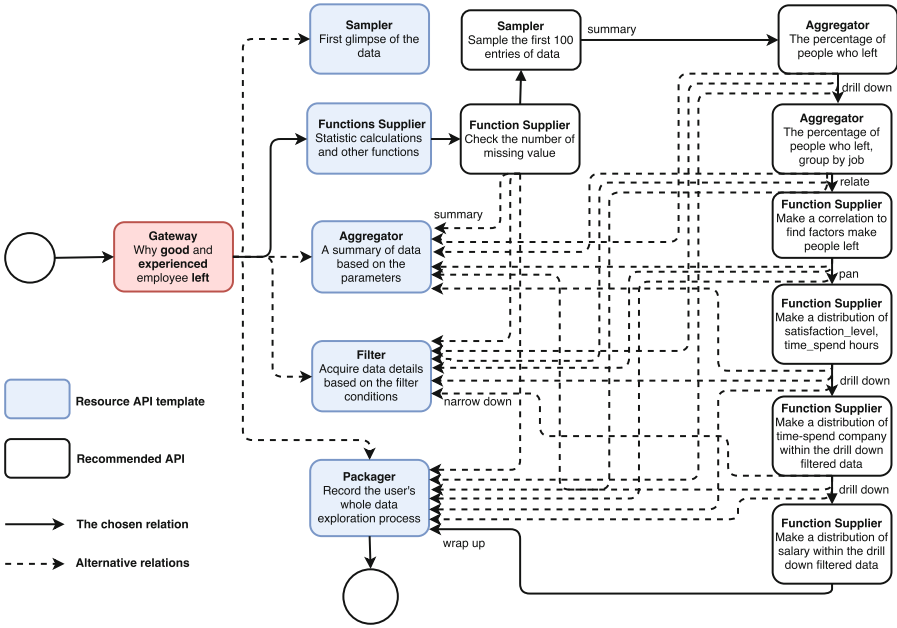 Sampler
First glimpse of the
data
Sampler
Sample the first 100
entries of data
summary
Aggregator
The percentage of
people who left
drill down
Functions Supplier
Statistic calculations
and other functions
Function Supplier
Check the number of
missing value
Aggregator
The percentage of
people who left,
group by job
relate
Gateway
Why good and
experienced
employee left
summary
Aggregator
A summary of data
based on the
parameters
Function Supplier
Make a correlation to
find factors make
people left
pan
Function Supplier
Make a distribution of
satisfaction_level,
time_spend hours
Filter
Acquire data details
based on the filter
conditions
narrow down
drill down
Function Supplier
Make a distribution of
time-spend company
within the drill down
filtered data
drill down
Resource API template
Recommended API
The chosen relation
Alternative relations
Packager
Record the user's
whole data
exploration process
wrap up
Function Supplier
Make a distribution of
salary within the drill
down filtered data